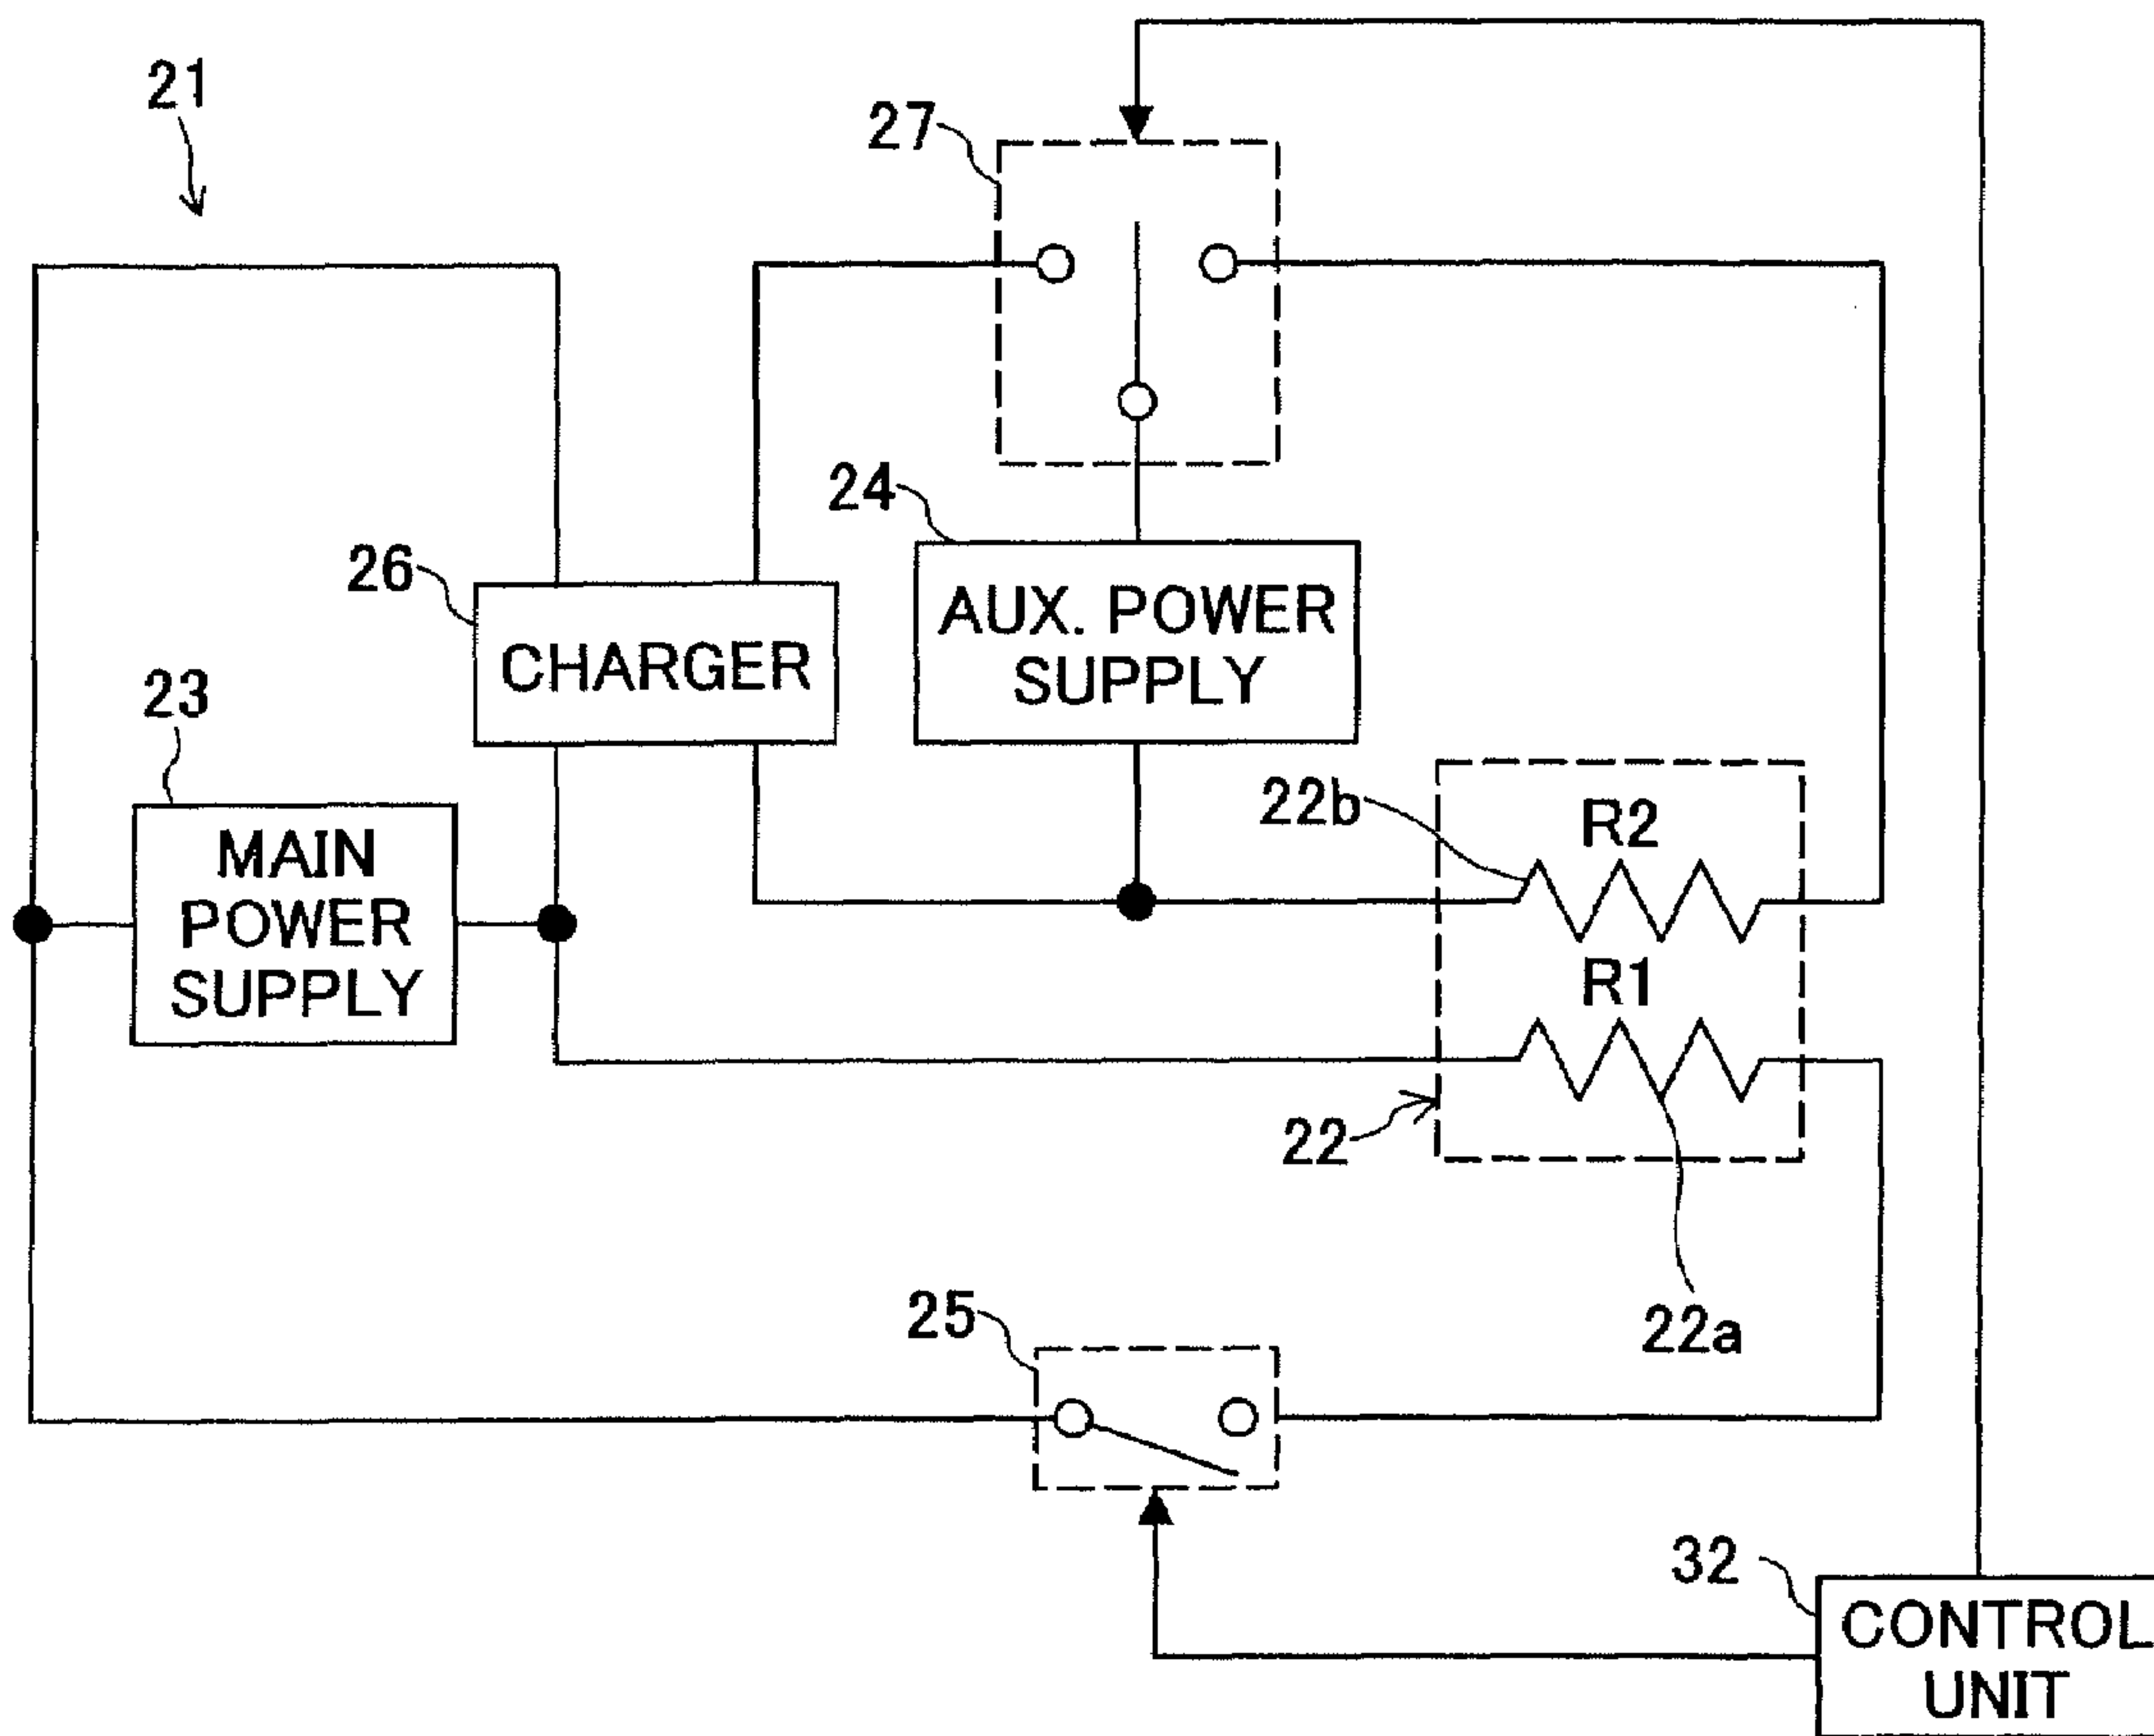 21
27
24
26
CHARGER
AUX. POWER
SUPPLY
23
MAIN
POWER
SUPPLY
22b
R2
R1
22
22a
25
32
CONTROL
UNIT